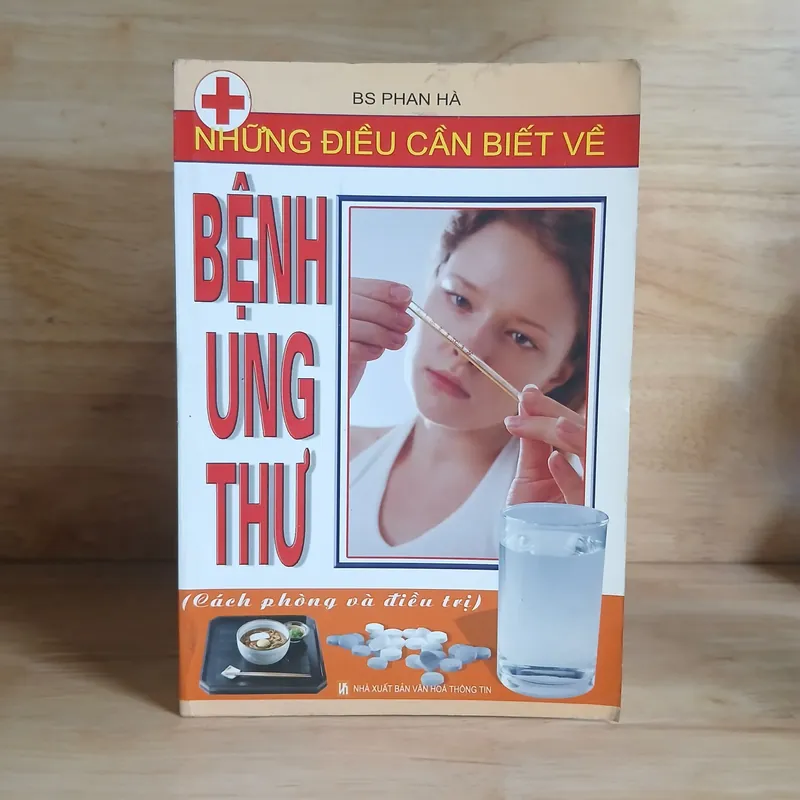 BS PHAN HÀ
NHỮNG ĐIỀU CẦN BIẾT VỀ
BỆNH
UNG
THƯ
(Cách phòng và điều trị)
NHÀ XUẤT BẢN VĂN HOÁ THÔNG TIN